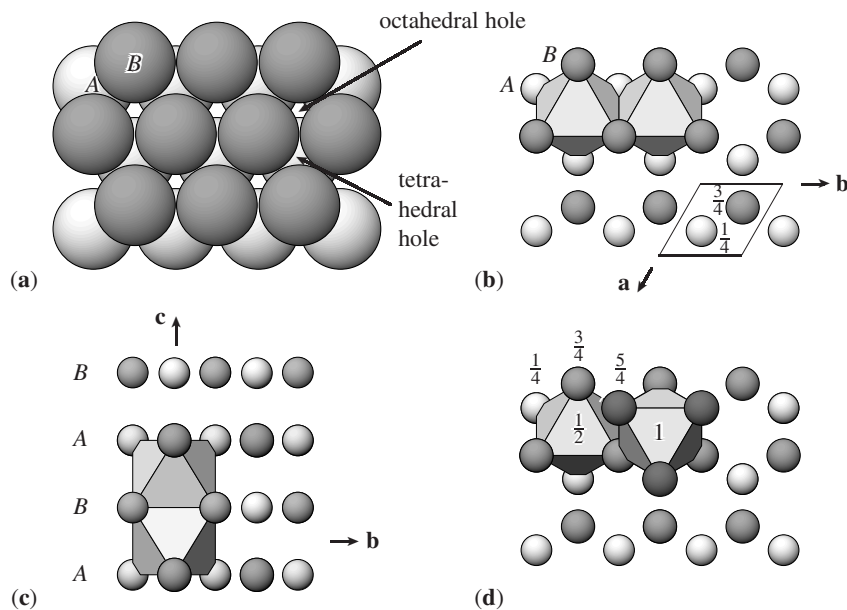 octahedral hole
B
A
tetra-
hedral
hole
(a)
B
A
3/4
1/4
b
a
(b)
c
B
A
B
A
b
(c)
1/4
3/4
5/4
1/2
1
(d)